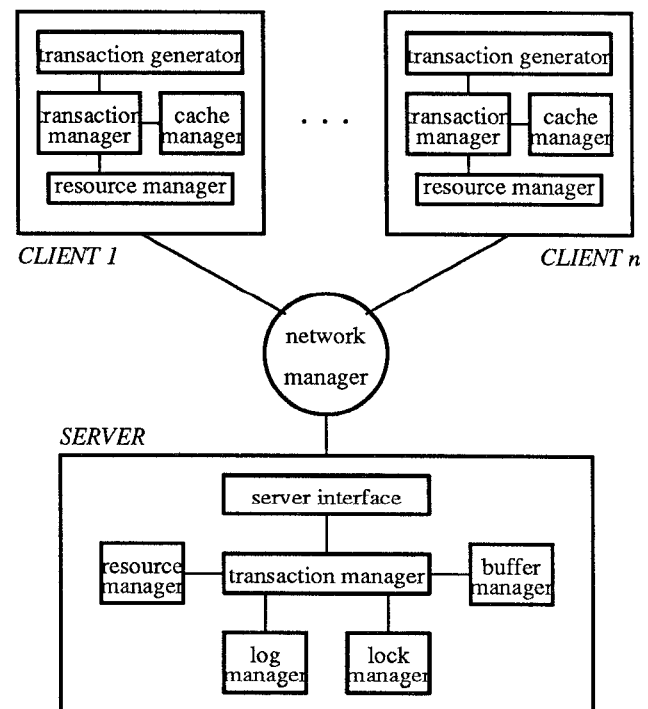 transaction generator
transaction
manager
cache
manager
resource manager
CLIENT 1
. . .
transaction generator
transaction
manager
cache
manager
resource manager
CLIENT n
network
manager
SERVER
server interface
resource
manager
transaction manager
buffer
manager
log
manager
lock
manager